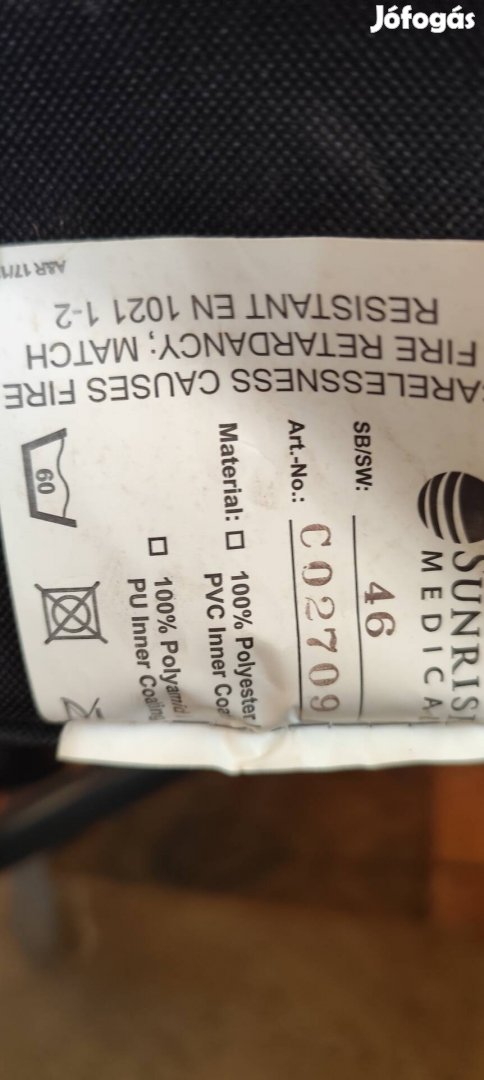 Jófogás
SUNRIS
MEDICA
SB/SW: 46
Art.-No.: C02709
Material: 100% Polyester
PVC Inner Coa
100% Polyamid
PU Inner Coating
60
ARELESSNESS CAUSES FIRE
FIRE RETARDANCY; MATCH
RESISTANT EN 1021 1-2
A&R 17/1